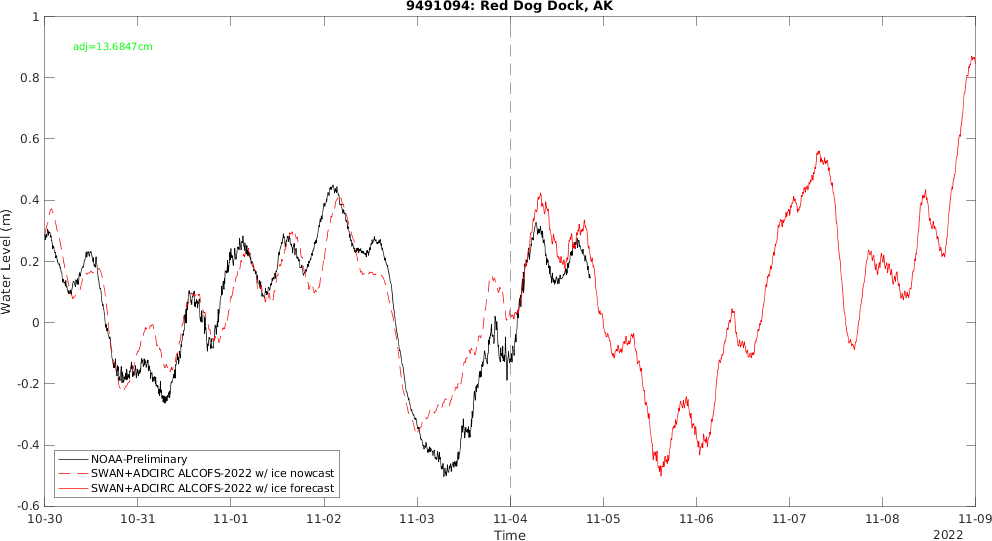 9491094: Red Dog Dock, AK
adj=13.6847cm
1
0.8
0.6
0.4
0.2
0
-0.2
-0.4
-0.6
Water Level (m)
NOAA-Preliminary
SWAN+ADCIRC ALCOFS-2022 w/ ice nowcast
SWAN+ADCIRC ALCOFS-2022 w/ ice forecast
10-30 10-31 11-01 11-02 11-03 11-04 11-05 11-06 11-07 11-08 11-09
Time
2022